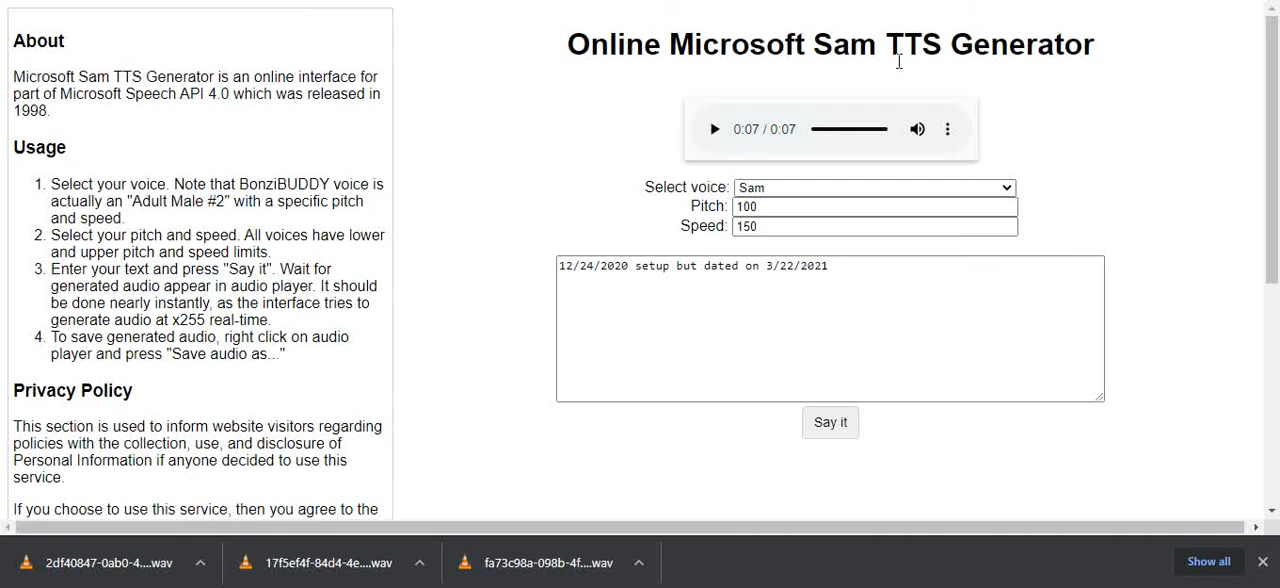 About
Microsoft Sam TTS Generator is an online interface for
part of Microsoft Speech API 4.0 which was released in
1998.
Usage
1. Select your voice. Note that BonziBUDDY voice is
actually an "Adult Male #2" with a specific pitch
and speed.
2. Select your pitch and speed. All voices have lower
and upper pitch and speed limits.
3. Enter your text and press "Say it". Wait for
generated audio appear in audio player. It should
be done nearly instantly, as the interface tries to
generate audio at x255 real-time.
4. To save generated audio, right click on audio
player and press "Save audio as..."
Privacy Policy
This section is used to inform website visitors regarding
policies with the collection, use, and disclosure of
Personal Information if anyone decided to use this
service.
If you choose to use this service, then you agree to the
Online Microsoft Sam TTS Generator
0:07 / 0:07
Select voice: Sam
Pitch: 100
Speed: 150
12/24/2020 setup but dated on 3/22/2021
Say it
2df40847-0ab0-4....wav
17f5ef4f-84d4-4e....wav
fa73c98a-098b-4f....wav
Show all